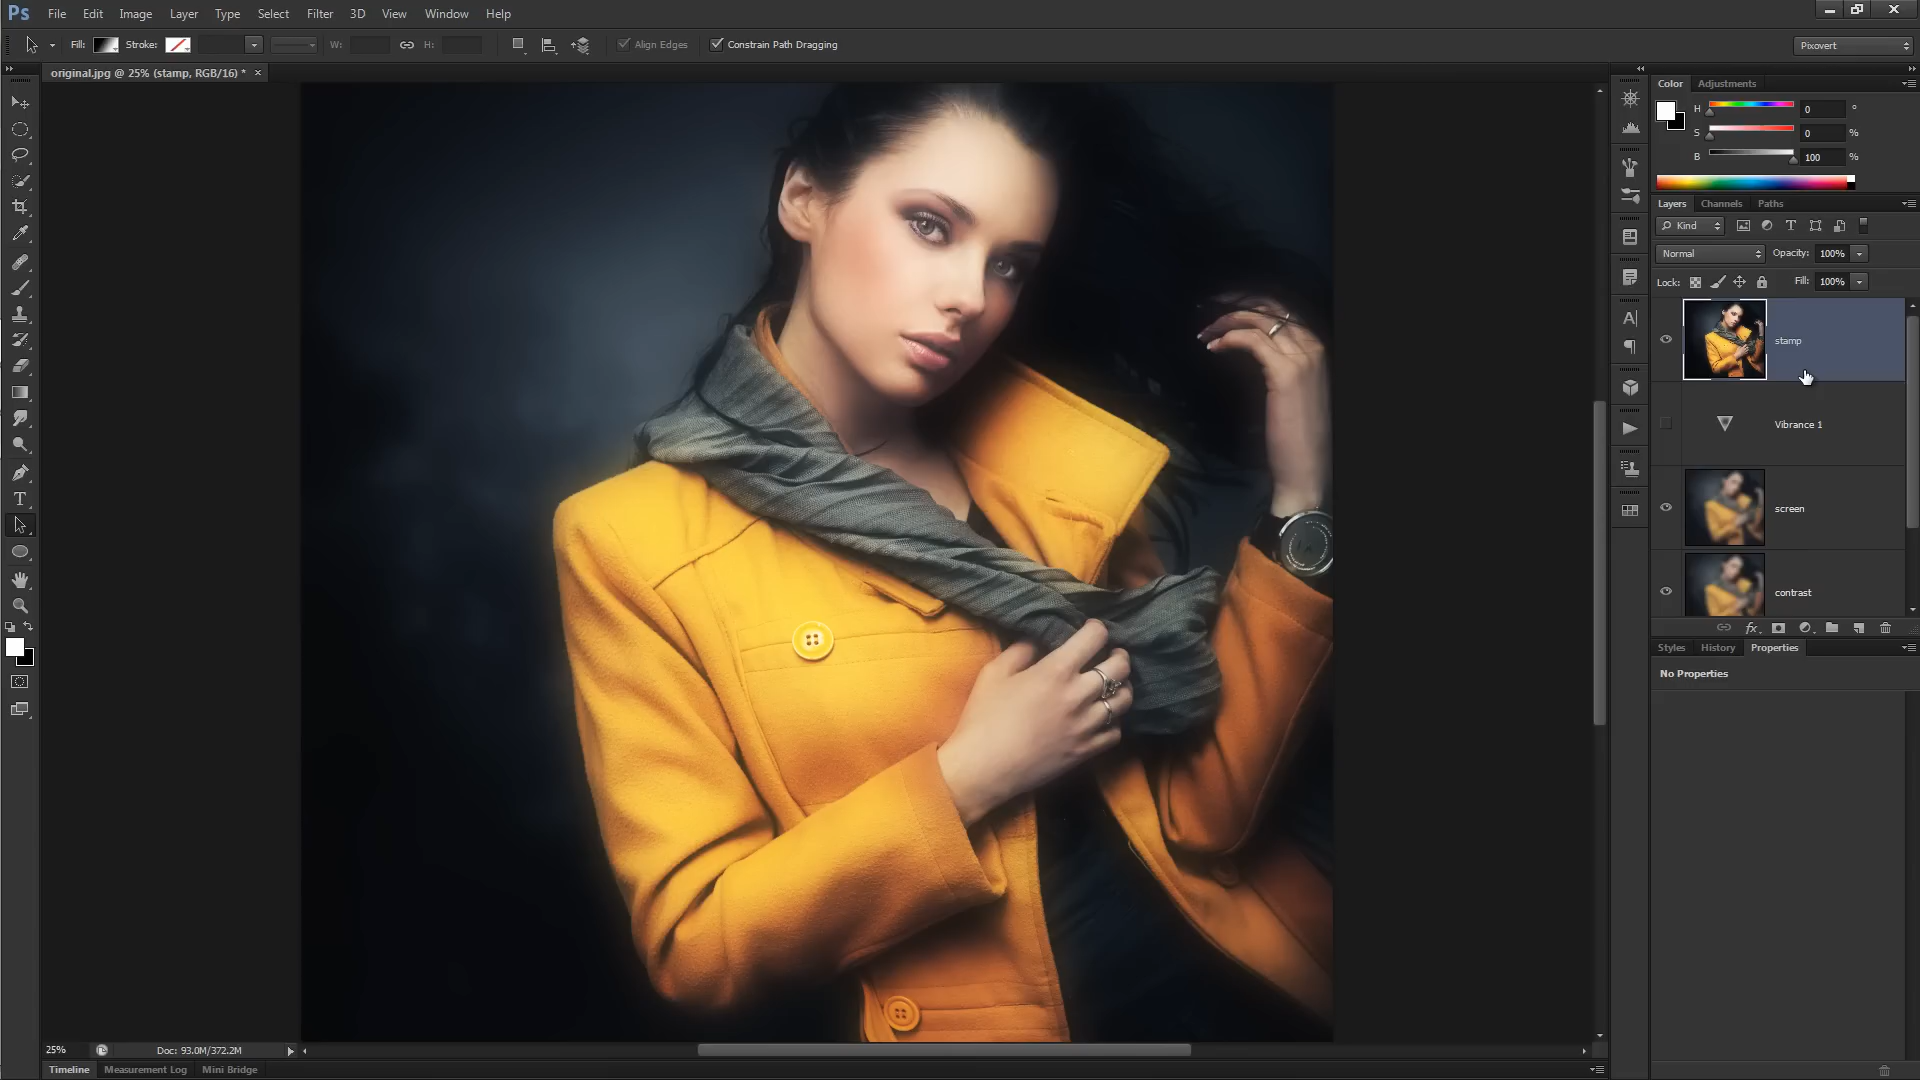 Ps File Edit Image Layer Type Select Filter 3D View Window Help
Fill: Stroke: W: H: Align Edges Constrain Path Dragging Pixovert
original.jpg @ 25% (stamp, RGB/16) * ×
Color Adjustments
H 0 °
S 0 %
B 100 %
Layers Channels Paths
Kind
Normal Opacity: 100%
Lock: Fill: 100%
stamp
Vibrance 1
screen
contrast
fx
Styles History Properties
No Properties
25% Doc: 93.0M/372.2M
Timeline Measurement Log Mini Bridge